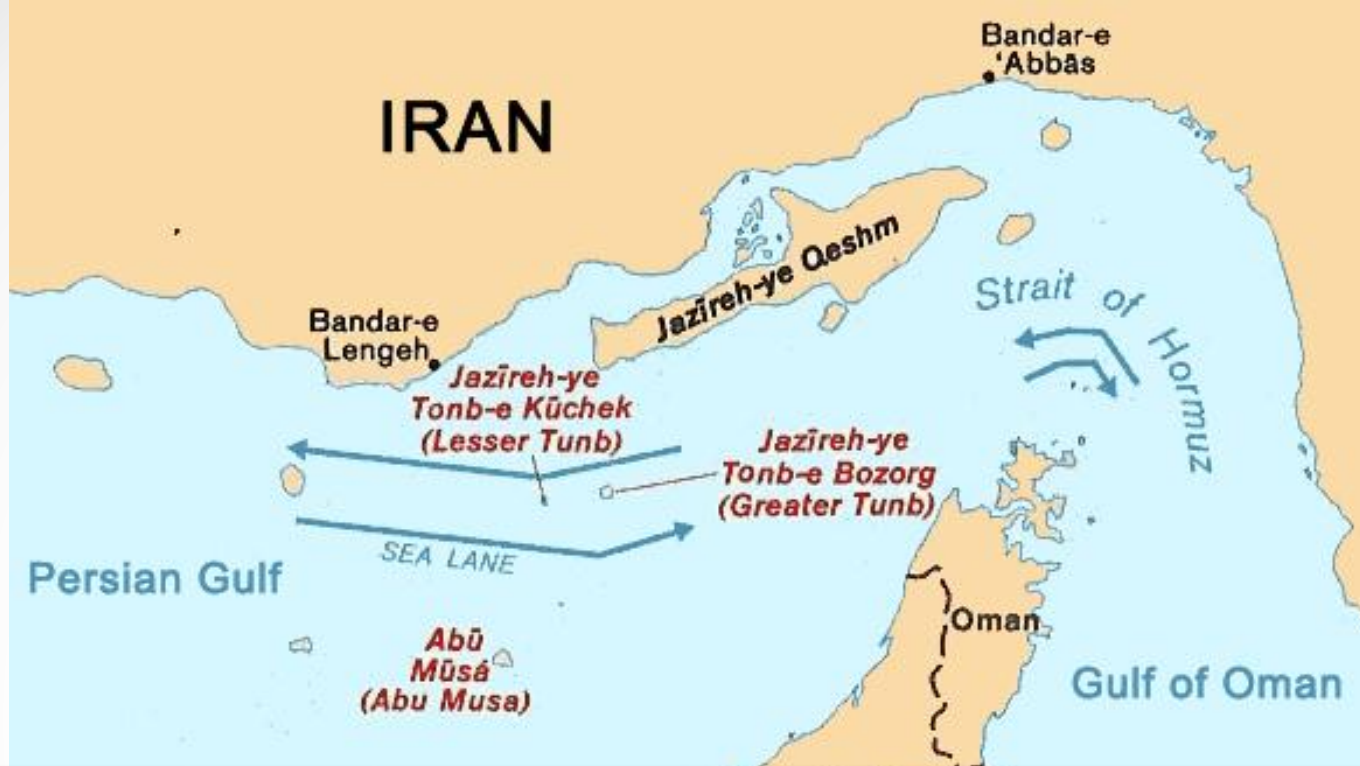 Bandar-e
'Abbās
IRAN
Jazīreh-ye Qeshm
Strait of Hormuz
Bandar-e
Lengeh
Jazīreh-ye
Tonb-e Kūchek
(Lesser Tunb)
Jazīreh-ye
Tonb-e Bozorg
(Greater Tunb)
SEA LANE
Persian Gulf
Oman
Abū
Mūsá
(Abu Musa)
Gulf of Oman